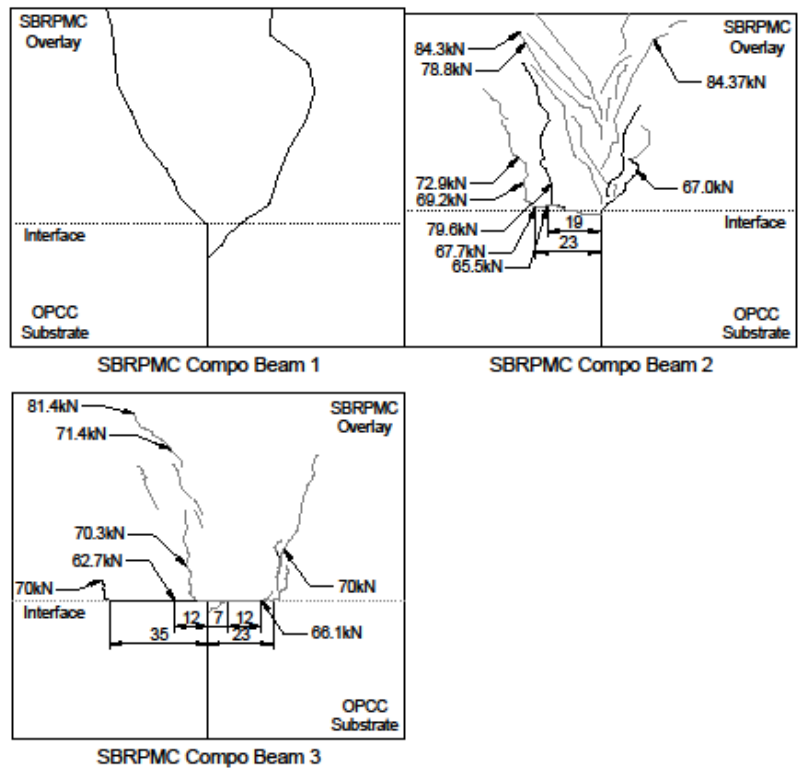 SBRPMC
Overlay
Interface
OPCC
Substrate
SBRPMC Compo Beam 1
SBRPMC
Overlay
84.3kN
78.8kN
84.37kN
72.9kN
69.2kN
67.0kN
79.6kN
19
Interface
67.7kN
23
65.5kN
OPCC
Substrate
SBRPMC Compo Beam 2
81.4kN
SBRPMC
71.4kN
Overlay
70.3kN
62.7kN
70kN
70kN
Interface
12 7 12
35 23
66.1kN
OPCC
Substrate
SBRPMC Compo Beam 3